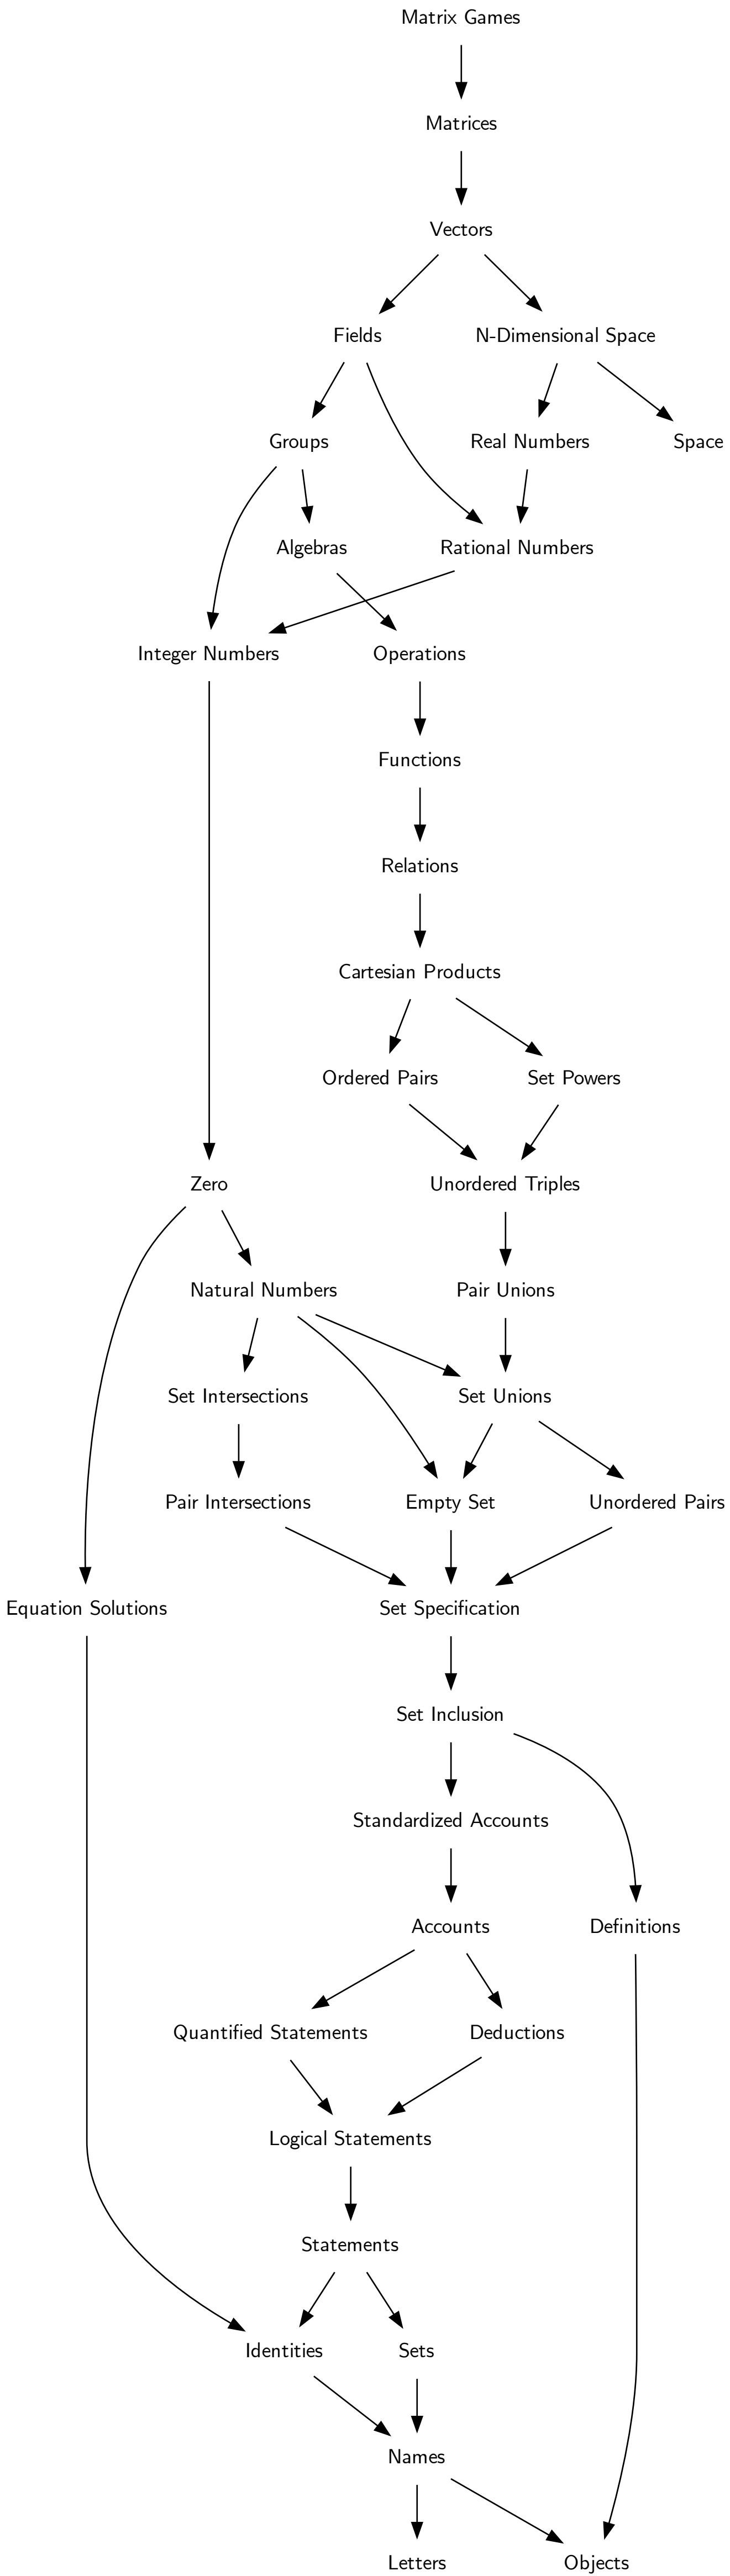 Matrix Games
Matrices
Vectors
Fields
N-Dimensional Space
Groups
Real Numbers
Space
Algebras
Rational Numbers
Integer Numbers
Operations
Functions
Relations
Cartesian Products
Ordered Pairs
Set Powers
Zero
Unordered Triples
Natural Numbers
Pair Unions
Set Intersections
Set Unions
Pair Intersections
Empty Set
Unordered Pairs
Equation Solutions
Set Specification
Set Inclusion
Standardized Accounts
Accounts
Definitions
Quantified Statements
Deductions
Logical Statements
Statements
Identities
Sets
Names
Letters
Objects